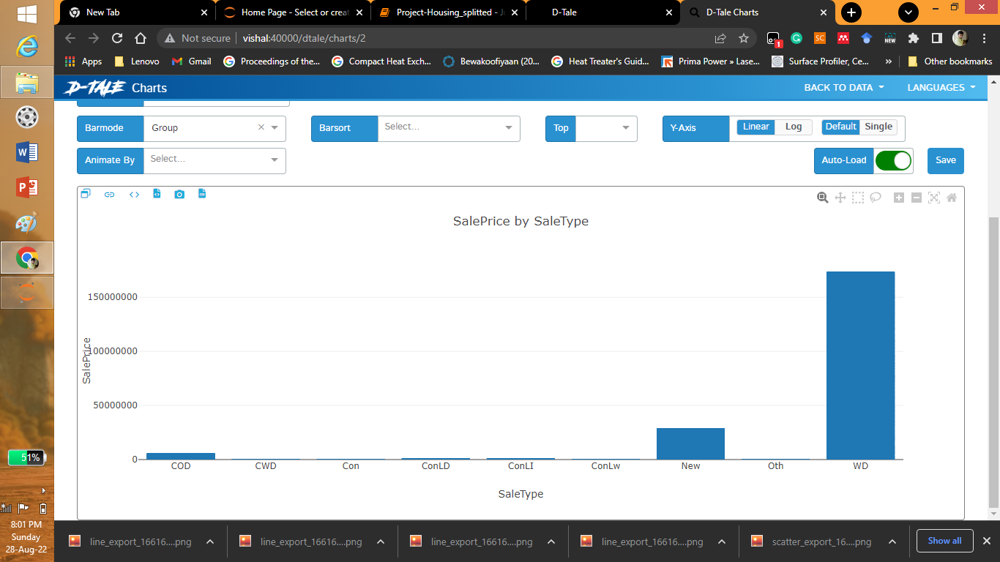 New Tab
Home Page - Select or creat
Project-Housing_splitted - J
D-Tale
D-Tale Charts
Not secure | vishal:40000/dtale/charts/2
SC
NEW
1
Apps
Lenovo
Gmail
Proceedings of the...
Compact Heat Exch...
Bewakoofiyaan (20...
Heat Treater's Guid...
Prima Power » Lase...
Surface Profiler, Ce...
»
Other bookmarks
D-TALE Charts
BACK TO DATA
LANGUAGES
Barmode
Group
Barsort
Select...
Top
Y-Axis
Linear
Log
Default
Single
Animate By
Select...
Auto-Load
Save
SalePrice by SaleType
150000000
100000000
50000000
0
SalePrice
COD
CWD
Con
ConLD
ConLI
ConLw
New
Oth
WD
SaleType
51%
8:01 PM
Sunday
28-Aug-22
line_export_16616....png
line_export_16616....png
line_export_16616....png
line_export_16616....png
scatter_export_16....png
Show all